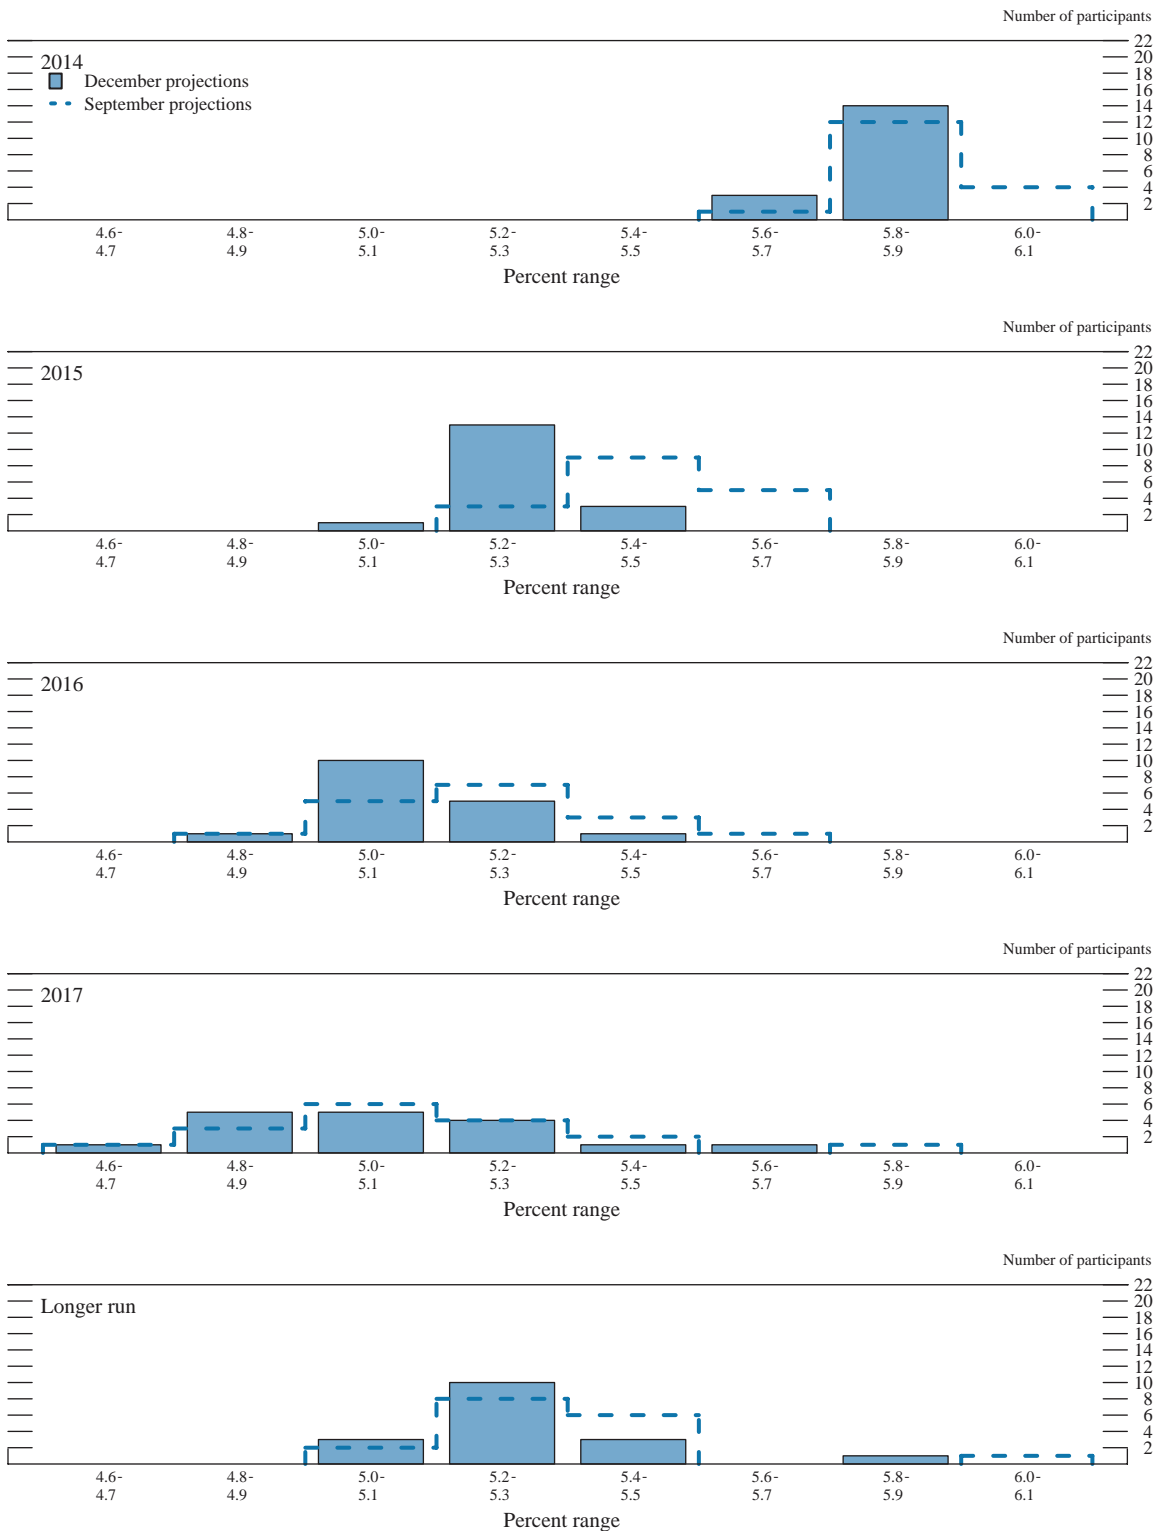 Number of participants
2014
December projections
September projections
22
20
18
16
14
12
10
8
6
4
2
4.6- 4.8- 5.0- 5.2- 5.4- 5.6- 5.8- 6.0-
4.7 4.9 5.1 5.3 5.5 5.7 5.9 6.1
Percent range
Number of participants
2015
22
20
18
16
14
12
10
8
6
4
2
4.6- 4.8- 5.0- 5.2- 5.4- 5.6- 5.8- 6.0-
4.7 4.9 5.1 5.3 5.5 5.7 5.9 6.1
Percent range
Number of participants
2016
22
20
18
16
14
12
10
8
6
4
2
4.6- 4.8- 5.0- 5.2- 5.4- 5.6- 5.8- 6.0-
4.7 4.9 5.1 5.3 5.5 5.7 5.9 6.1
Percent range
Number of participants
2017
22
20
18
16
14
12
10
8
6
4
2
4.6- 4.8- 5.0- 5.2- 5.4- 5.6- 5.8- 6.0-
4.7 4.9 5.1 5.3 5.5 5.7 5.9 6.1
Percent range
Number of participants
Longer run
22
20
18
16
14
12
10
8
6
4
2
4.6- 4.8- 5.0- 5.2- 5.4- 5.6- 5.8- 6.0-
4.7 4.9 5.1 5.3 5.5 5.7 5.9 6.1
Percent range